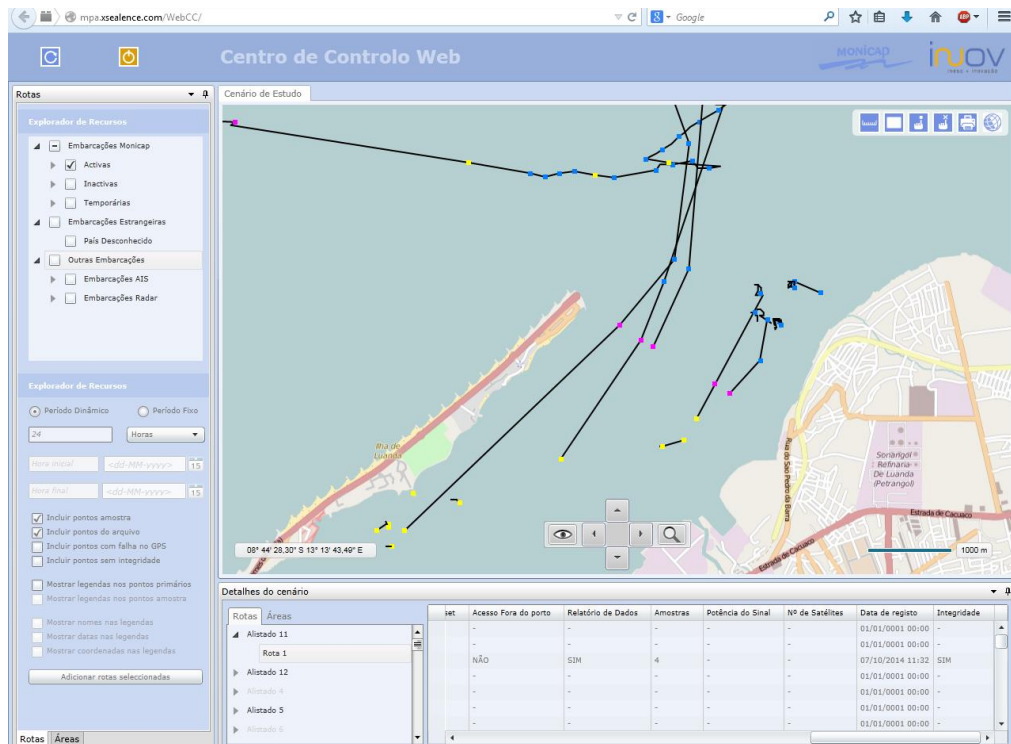 mpa.xsealence.com/WebCC/
Google
ABP
Centro de Controlo Web
MONICAP
inov
inesc • inovação
Rotas
Cenário de Estudo
Explorador de Recursos
Embarcações Monicap
Activas
Inactivas
Temporárias
Embarcações Estrangeiras
País Desconhecido
Outras Embarcações
Embarcações AIS
Embarcações Radar
Explorador de Recursos
Período Dinâmico
Período Fixo
24
Horas
Hora inicial
<dd-MM-yyyy>
15
Hora final
<dd-MM-yyyy>
15
Incluir pontos amostra
Incluir pontos do arquivo
Incluir pontos com falha no GPS
Incluir pontos sem integridade
Mostrar legendas nos pontos primários
Mostrar legendas nos pontos amostra
Mostrar nomes nas legendas
Mostrar datas nas legendas
Mostrar coordenadas nas legendas
Adicionar rotas seleccionadas
Rotas
Áreas
Ilha de
Luanda
Sonangol
Refinaria
De Luanda
(Petrangol)
Rua do Sao Pedro da Barra
Estrada de Cacuaco
Estrada de Cacuaco
08° 44' 28,30" S 13° 13' 43,49" E
1000 m
Detalhes do cenário
Rotas Áreas
Alistado 11
Rota 1
Alistado 12
Alistado 4
Alistado 5
Alistado 6
set Acesso Fora do porto Relatório de Dados Amostras Potência do Sinal Nº de Satélites Data de registo Integridade
- - - - - 01/01/0001 00:00 -
- - - - - 01/01/0001 00:00 -
NÃO SIM 4 - - 07/10/2014 11:32 SIM
- - - - - 01/01/0001 00:00 -
- - - - - 01/01/0001 00:00 -
- - - - - 01/01/0001 00:00 -
- - - - - 01/01/0001 00:00 -